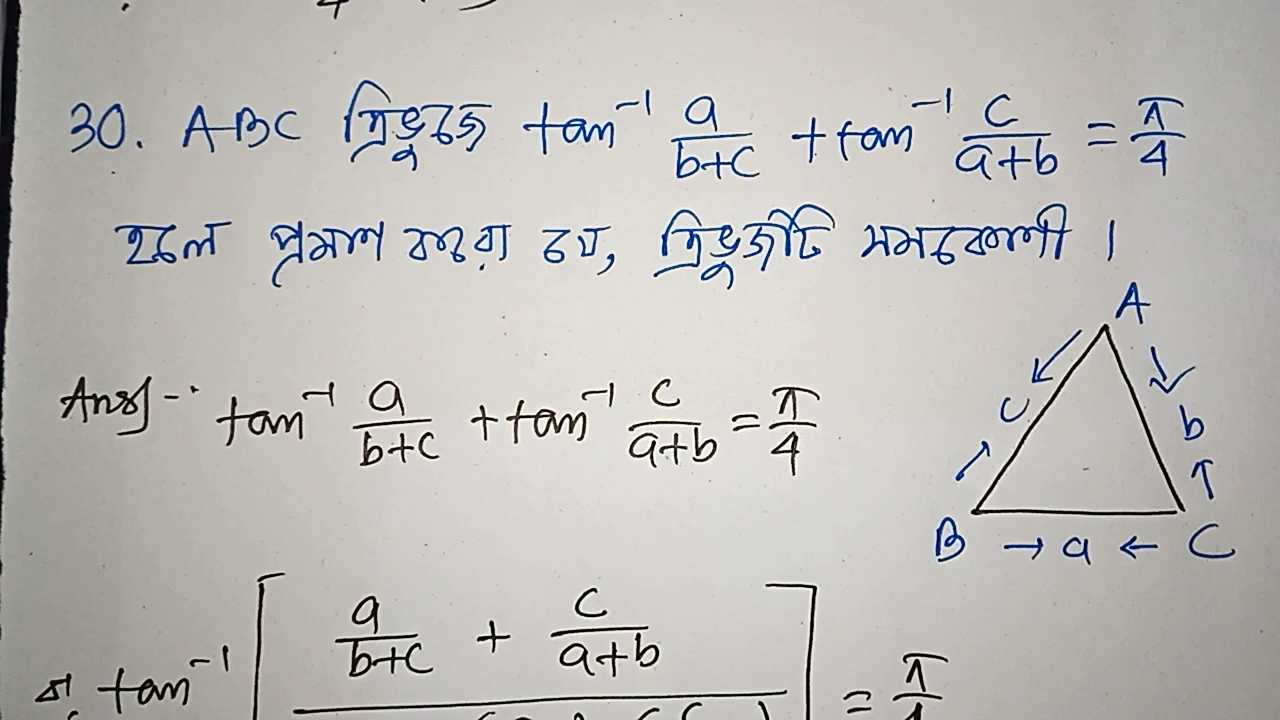 30. ABC ত্রিভুজে tan⁻¹ a/(b+c) + tan⁻¹ c/(a+b) = π/4
হলে প্রমাণ করো যে, ত্রিভুজটি সমকোণী।
A
c
b
B → a ← C
Ans:- tan⁻¹ a/(b+c) + tan⁻¹ c/(a+b) = π/4
বা, tan⁻¹ [ a/(b+c) + c/(a+b) ] = π/4